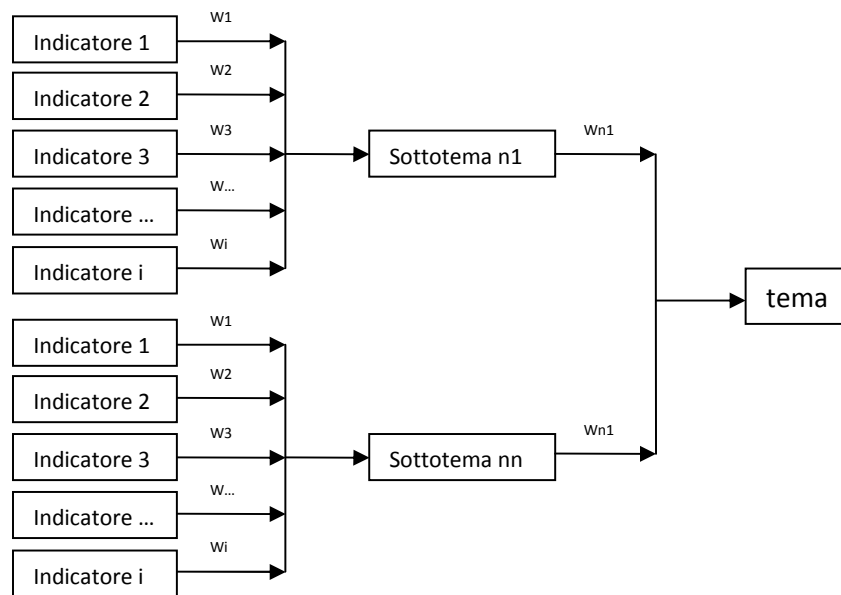 W1
Indicatore 1
W2
Indicatore 2
W3
Indicatore 3
W...
Indicatore ...
Wi
Indicatore i
Sottotema n1
Wn1
tema
W1
Indicatore 1
W2
Indicatore 2
W3
Indicatore 3
W...
Indicatore ...
Wi
Indicatore i
Sottotema nn
Wn1